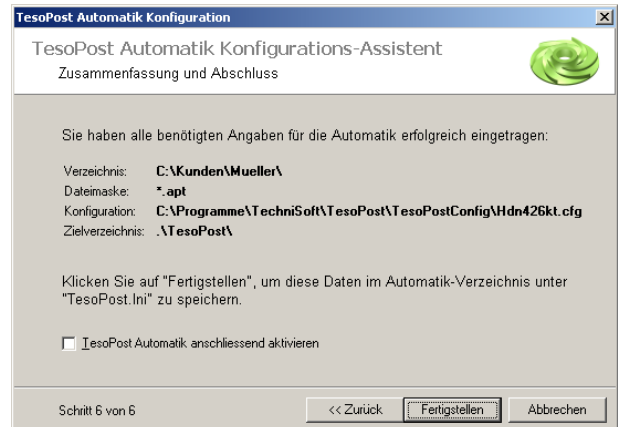 TesoPost Automatik Konfiguration
TesoPost Automatik Konfigurations-Assistent
Zusammenfassung und Abschluss
Sie haben alle benötigten Angaben für die Automatik erfolgreich eingetragen:
Verzeichnis: C:\Kunden\Mueller\
Dateimaske: *.apt
Konfiguration: C:\Programme\TechniSoft\TesoPost\TesoPostConfig\Hdn426kt.cfg
Zielverzeichnis: .\TesoPost\
Klicken Sie auf "Fertigstellen", um diese Daten im Automatik-Verzeichnis unter
"TesoPost.Ini" zu speichern.
TesoPost Automatik anschliessend aktivieren
Schritt 6 von 6 << Zurück Fertigstellen Abbrechen